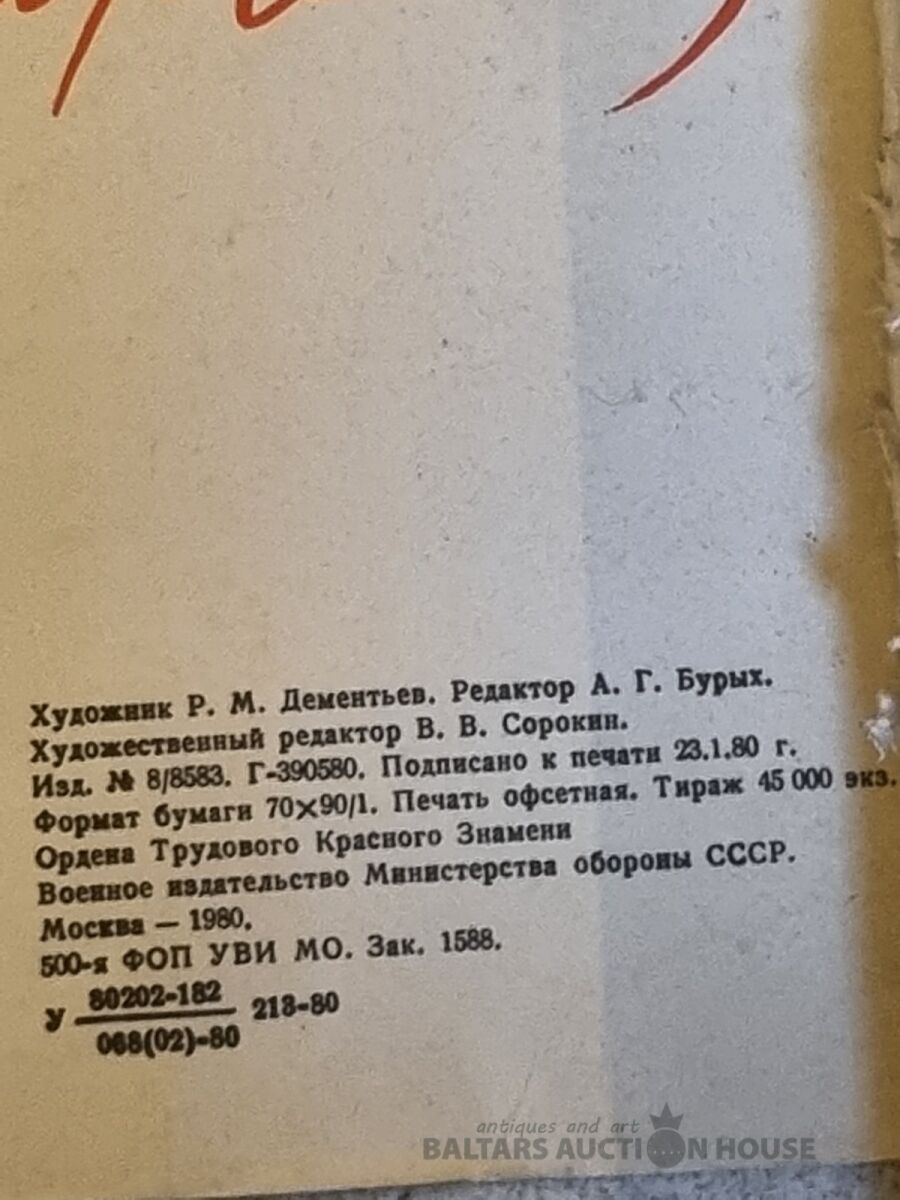 Художник Р. М. Дементьев. Редактор А. Г. Бурых.
Художественный редактор В. В. Сорокин.
Изд. № 8/8583. Г-390580. Подписано к печати 23.1.80 г.
Формат бумаги 70×90/1. Печать офсетная. Тираж 45 000 экз.
Ордена Трудового Красного Знамени
Военное издательство Министерства обороны СССР.
Москва — 1980.
500-я ФОП УВИ МО. Зак. 1588.
У 80202-182 213-80
068(02)-80
antiques and art
BALTARS AUCTION HOUSE